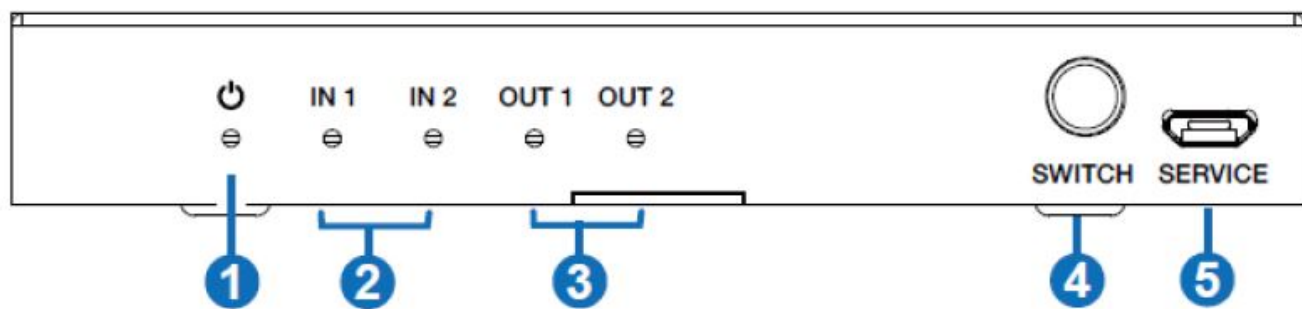 IN 1 IN 2 OUT 1 OUT 2
SWITCH SERVICE
1 2 3 4 5